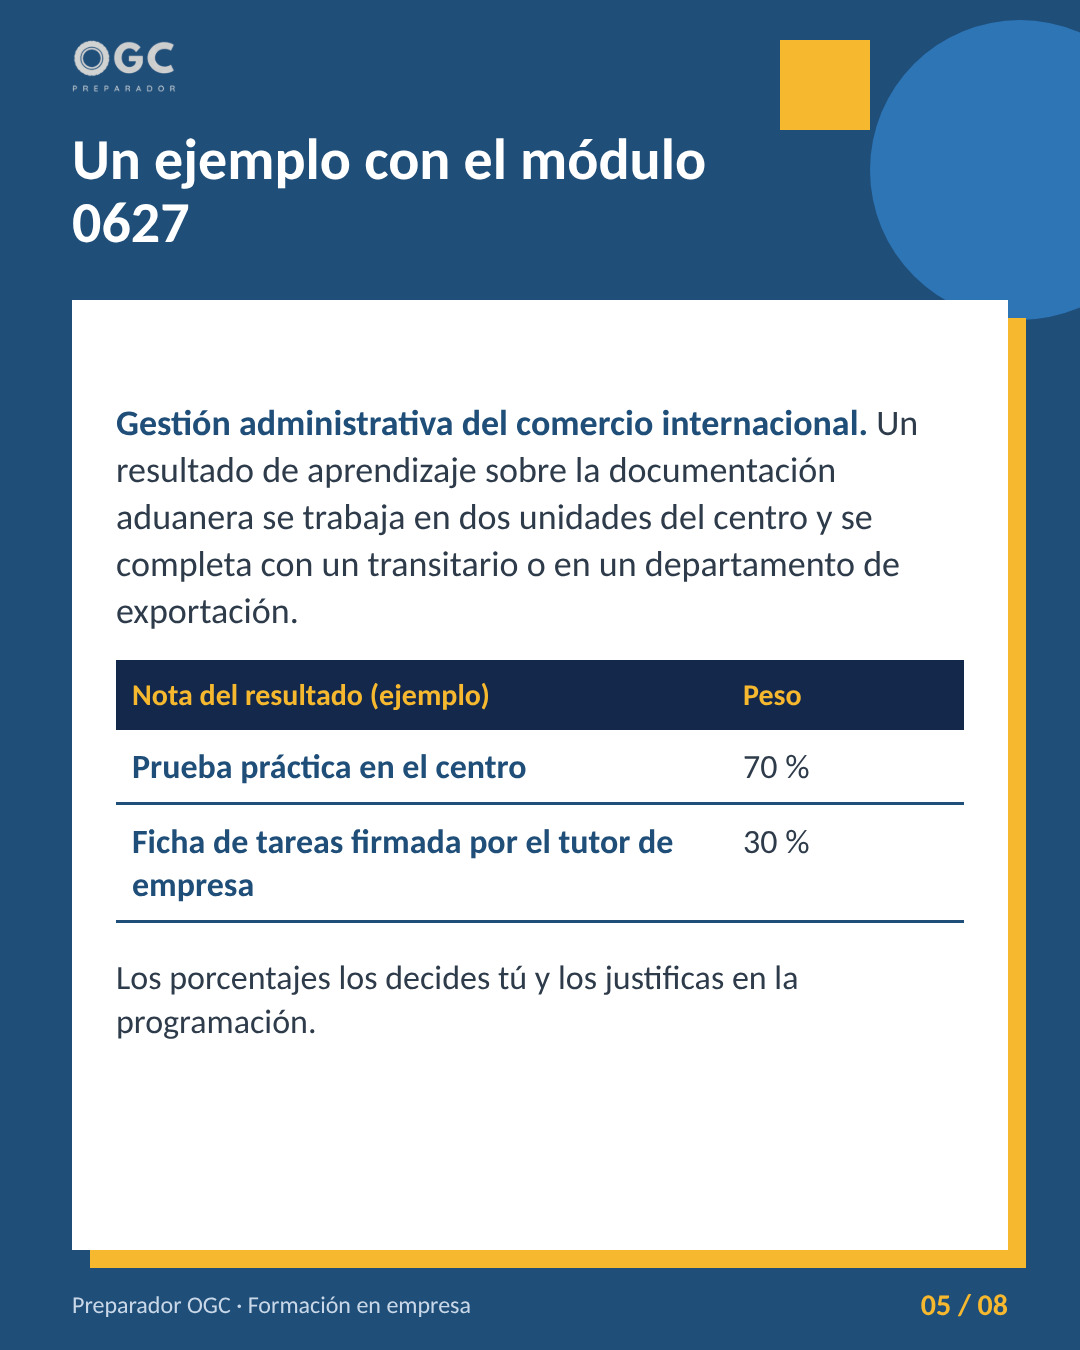 OGC
PREPARADOR
Un ejemplo con el módulo
0627
Gestión administrativa del comercio internacional. Un
resultado de aprendizaje sobre la documentación
aduanera se trabaja en dos unidades del centro y se
completa con un transitario o en un departamento de
exportación.
Nota del resultado (ejemplo) Peso
Prueba práctica en el centro 70 %
Ficha de tareas firmada por el tutor de 30 %
empresa
Los porcentajes los decides tú y los justificas en la
programación.
Preparador OGC · Formación en empresa 05 / 08